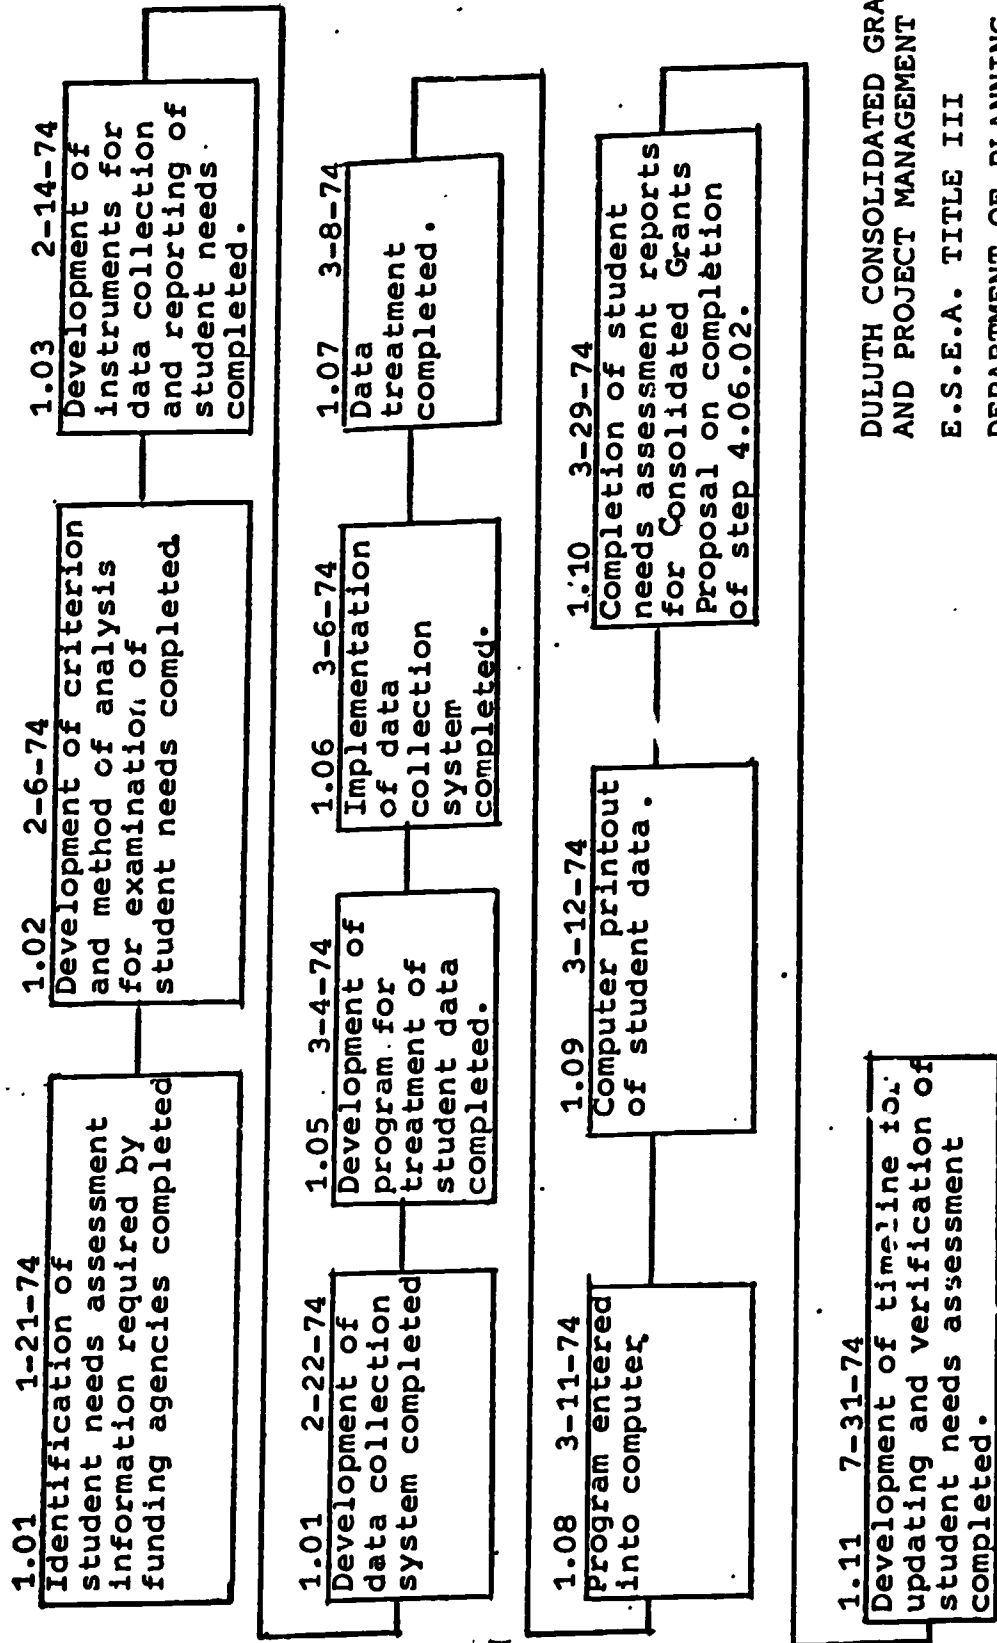 1.01 1-21-74
Identification of
student needs assessment
information required by
funding agencies completed
1.02 2-6-74
Development of criterion
and method of analysis
for examination of
student needs completed.
1.03 2-14-74
Development of
instruments for
data collection
and reporting of
student needs
completed.
1.01 2-22-74
Development of
data collection
system completed
1.05 3-4-74
Development of
program for
treatment of
student data
completed.
1.06 3-6-74
Implementation
of data
collection
system
completed.
1.07 3-8-74
Data
treatment
completed.
1.08 3-11-74
Program entered
into computer
1.09 3-12-74
Computer printout
of student data.
1.10 3-29-74
Completion of student
needs assessment reports
for Consolidated Grants
Proposal on completion
of step 4.06.02.
1.11 7-31-74
Development of timeline for
updating and verification of
student needs assessment
completed.
DULUTH CONSOLIDATED GRA
AND PROJECT MANAGEMENT
E.S.E.A. TITLE III
DEPARTMENT OF PLANNING